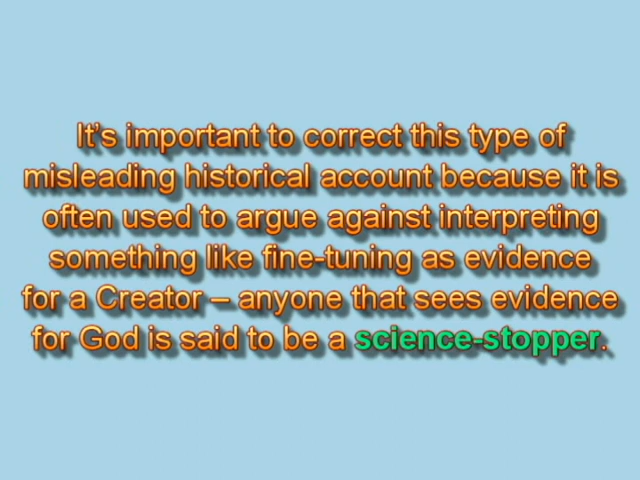 It's important to correct this type of
misleading historical account because it is
often used to argue against interpreting
something like fine-tuning as evidence
for a Creator – anyone that sees evidence
for God is said to be a science-stopper.